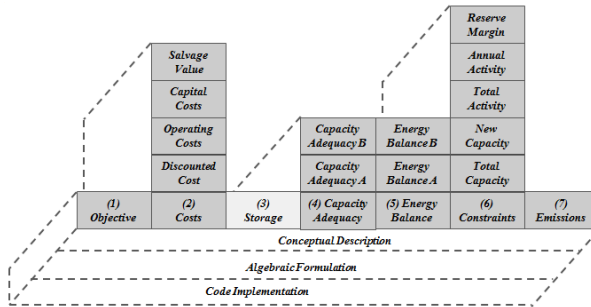 Reserve
Margin
Salvage
Value
Annual
Activity
Capital
Costs
Total
Activity
Operating
Costs
Capacity
Adequacy B
Energy
Balance B
New
Capacity
Discounted
Cost
Capacity
Adequacy A
Energy
Balance A
Total
Capacity
(1)
Objective
(2)
Costs
(3)
Storage
(4) Capacity
Adequacy
(5) Energy
Balance
(6)
Constraints
(7)
Emissions
Conceptual Description
Algebraic Formulation
Code Implementation